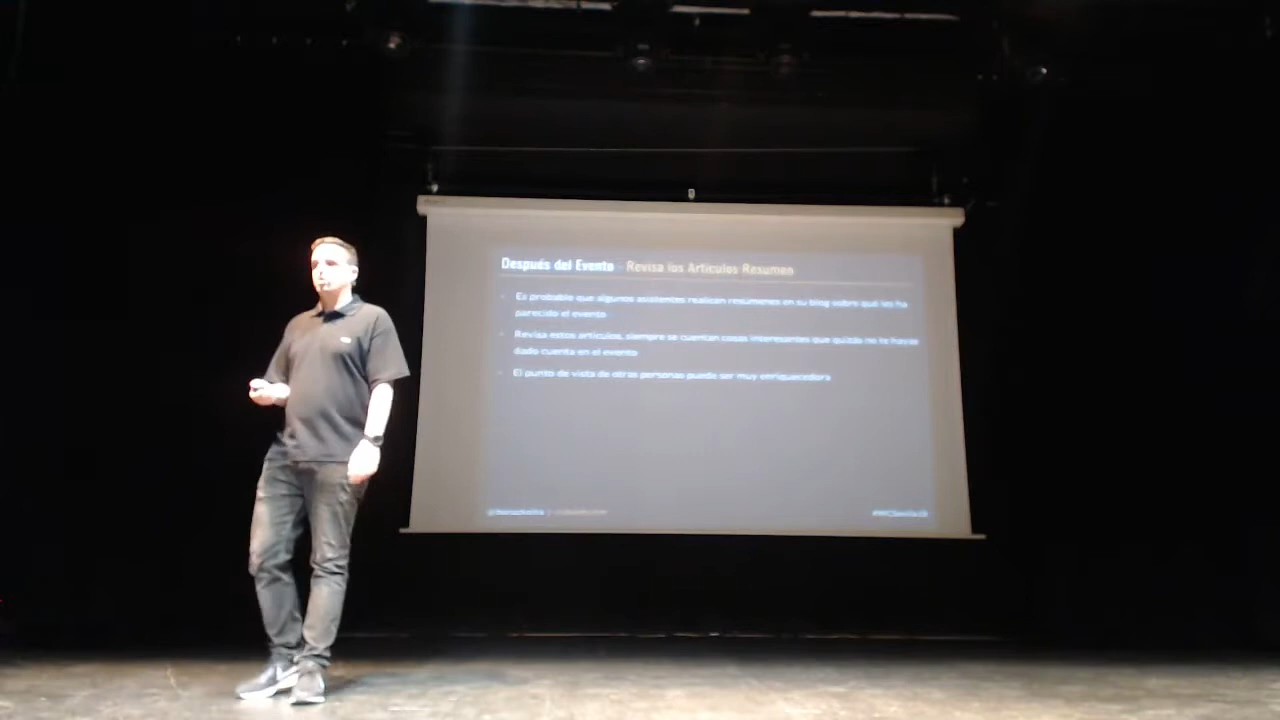 Después del Evento - Revisa los Artículos Resumen
Es probable que algunos asistentes realicen resúmenes en su blog sobre qué les ha
parecido el evento
Revisa estos artículos, siempre se cuentan cosas interesantes que quizás no te hayas
dado cuenta en el evento
El punto de vista de otras personas puede ser muy enriquecedora